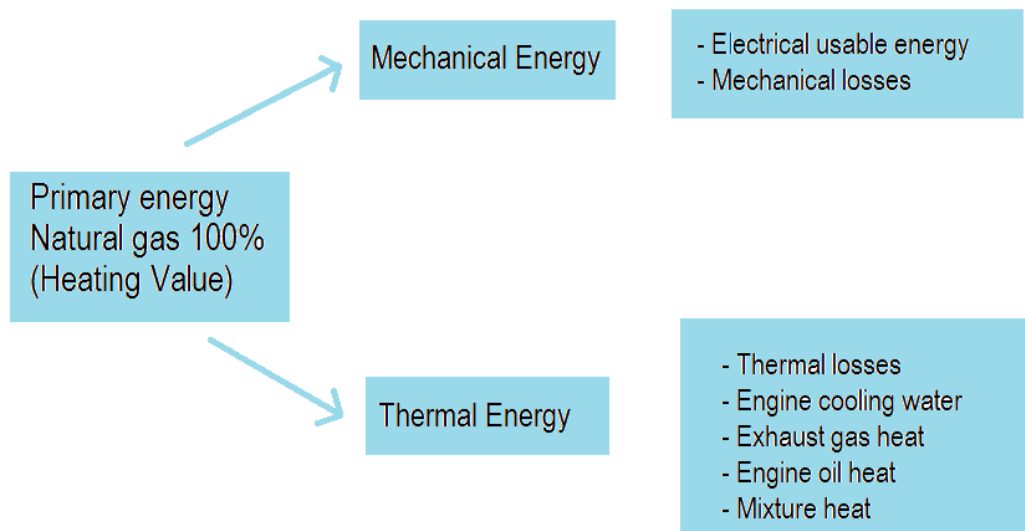 Mechanical Energy
- Electrical usable energy
- Mechanical losses
Primary energy
Natural gas 100%
(Heating Value)
Thermal Energy
- Thermal losses
- Engine cooling water
- Exhaust gas heat
- Engine oil heat
- Mixture heat